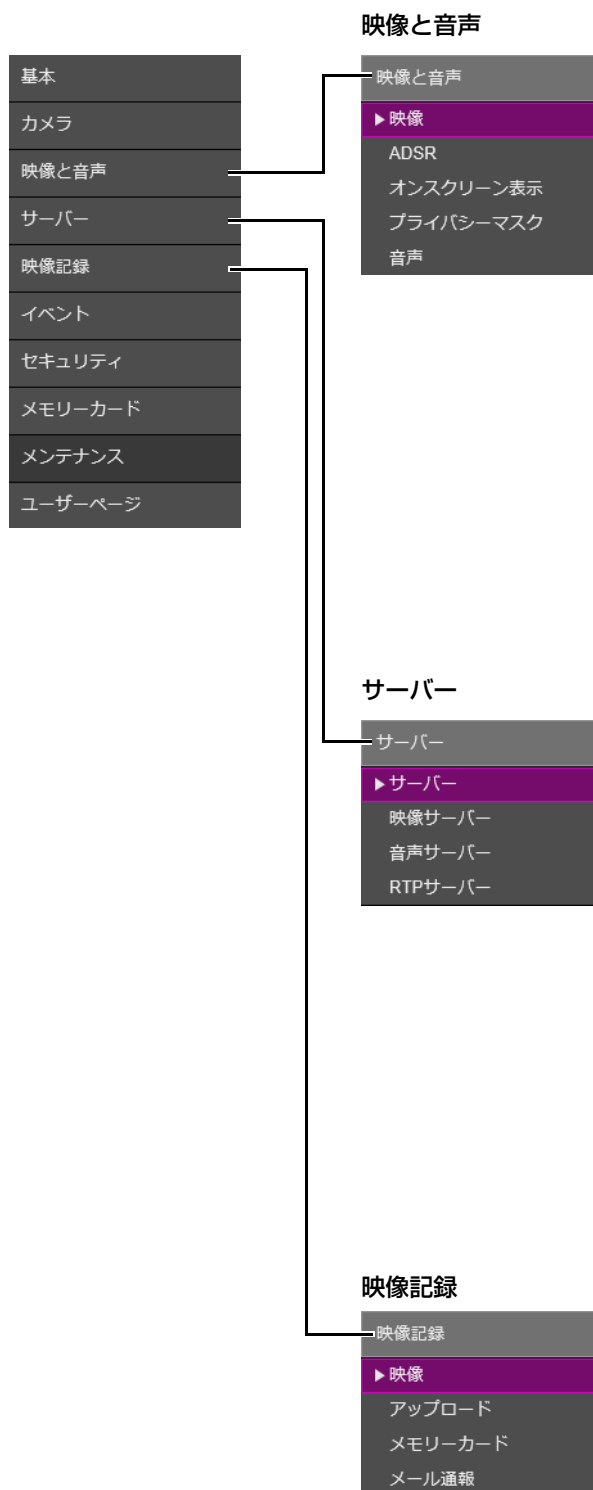 基本
カメラ
映像と音声
サーバー
映像記録
イベント
セキュリティ
メモリーカード
メンテナンス
ユーザーページ
映像と音声
映像と音声
▶映像
ADSR
オンスクリーン表示
プライバシーマスク
音声
サーバー
サーバー
▶サーバー
映像サーバー
音声サーバー
RTPサーバー
映像記録
映像記録
▶映像
アップロード
メモリーカード
メール通報